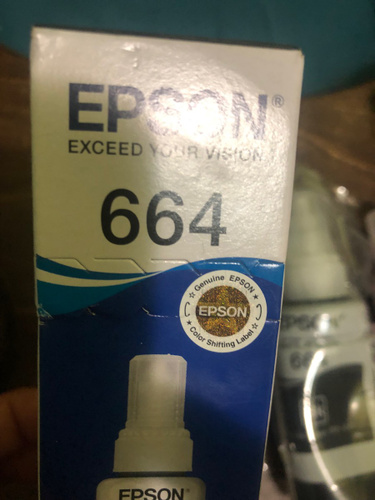 EPSON®
EXCEED YOUR VISION
664
Genuine EPSON
EPSON
Color Shifting Label
EPSON®
EPSON